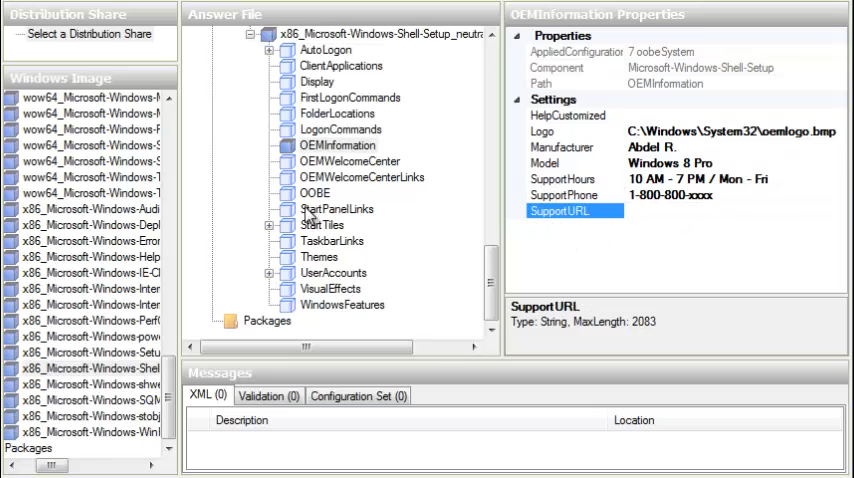 Distribution Share
Select a Distribution Share
Windows Image
wow64_Microsoft-Windows-M
wow64_Microsoft-Windows-M
wow64_Microsoft-Windows-F
wow64_Microsoft-Windows-S
wow64_Microsoft-Windows-T
wow64_Microsoft-Windows-S
wow64_Microsoft-Windows-T
x86_Microsoft-Windows-Audi
x86_Microsoft-Windows-Depl
x86_Microsoft-Windows-Error
x86_Microsoft-Windows-Help
x86_Microsoft-Windows-IE-Cl
x86_Microsoft-Windows-Inter
x86_Microsoft-Windows-Inter
x86_Microsoft-Windows-PerfC
x86_Microsoft-Windows-pow
x86_Microsoft-Windows-Setu
x86_Microsoft-Windows-Shel
x86_Microsoft-Windows-shw
x86_Microsoft-Windows-SQM
x86_Microsoft-Windows-stobj
x86_Microsoft-Windows-WinI
Packages
Answer File
x86_Microsoft-Windows-Shell-Setup_neutra
AutoLogon
ClientApplications
Display
FirstLogonCommands
FolderLocations
LogonCommands
OEMInformation
OEMWelcomeCenter
OEMWelcomeCenterLinks
OOBE
StartPanelLinks
StartTiles
TaskbarLinks
Themes
UserAccounts
VisualEffects
WindowsFeatures
Packages
OEMInformation Properties
Properties
AppliedConfiguration 7 oobeSystem
Component Microsoft-Windows-Shell-Setup
Path OEMInformation
Settings
HelpCustomized
Logo C:\Windows\System32\oemlogo.bmp
Manufacturer Abdel R.
Model Windows 8 Pro
SupportHours 10 AM - 7 PM / Mon - Fri
SupportPhone 1-800-800-xxxx
SupportURL
SupportURL
Type: String, MaxLength: 2083
Messages
XML (0) Validation (0) Configuration Set (0)
Description Location